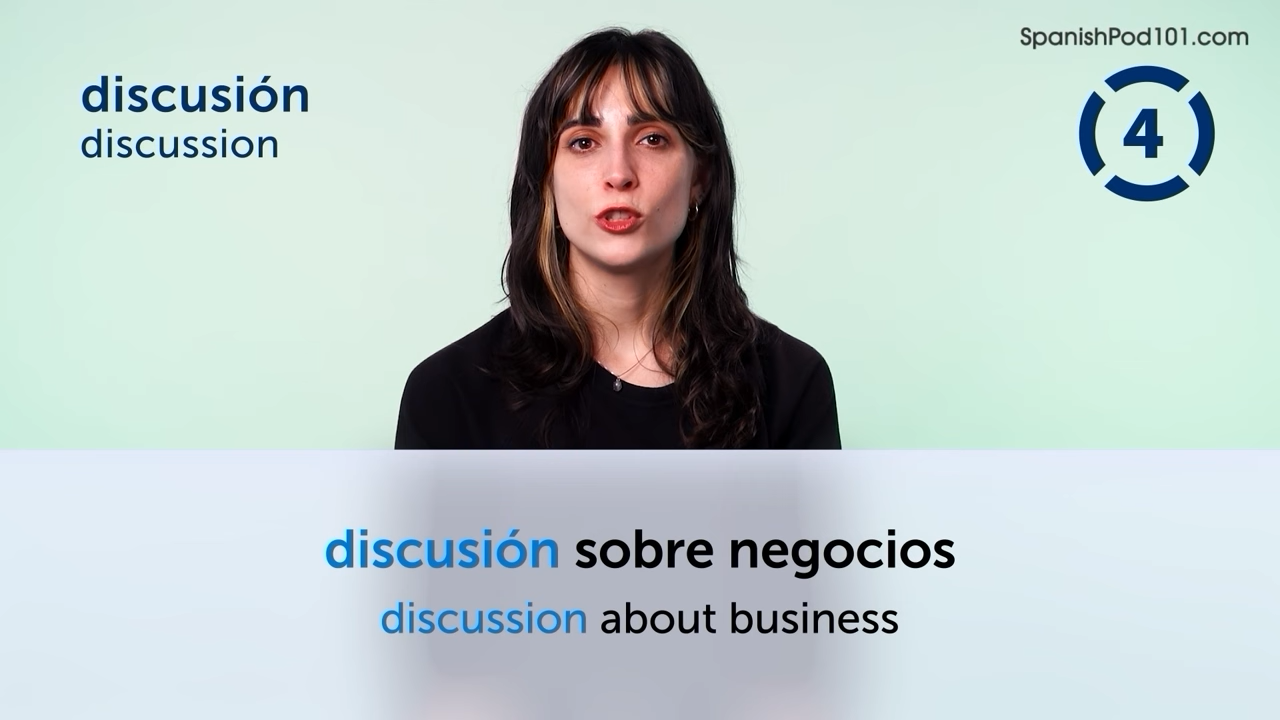 SpanishPod101.com
discusión
discussion
4
discusión sobre negocios
discussion about business